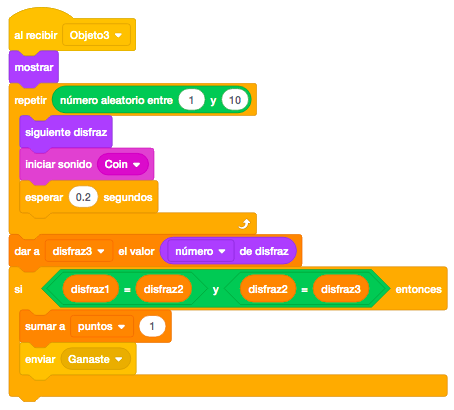 al recibir Objeto3
mostrar
repetir número aleatorio entre 1 y 10
siguiente disfraz
iniciar sonido Coin
esperar 0.2 segundos
dar a disfraz3 el valor número de disfraz
si disfraz1 = disfraz2 y disfraz2 = disfraz3 entonces
sumar a puntos 1
enviar Ganaste